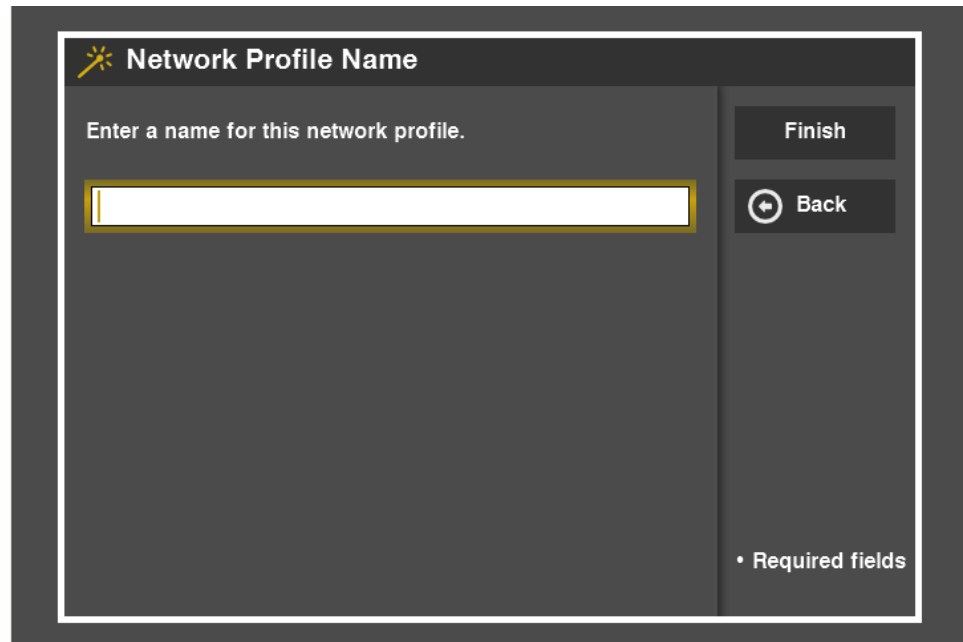 Network Profile Name
Enter a name for this network profile.
Finish
Back
• Required fields